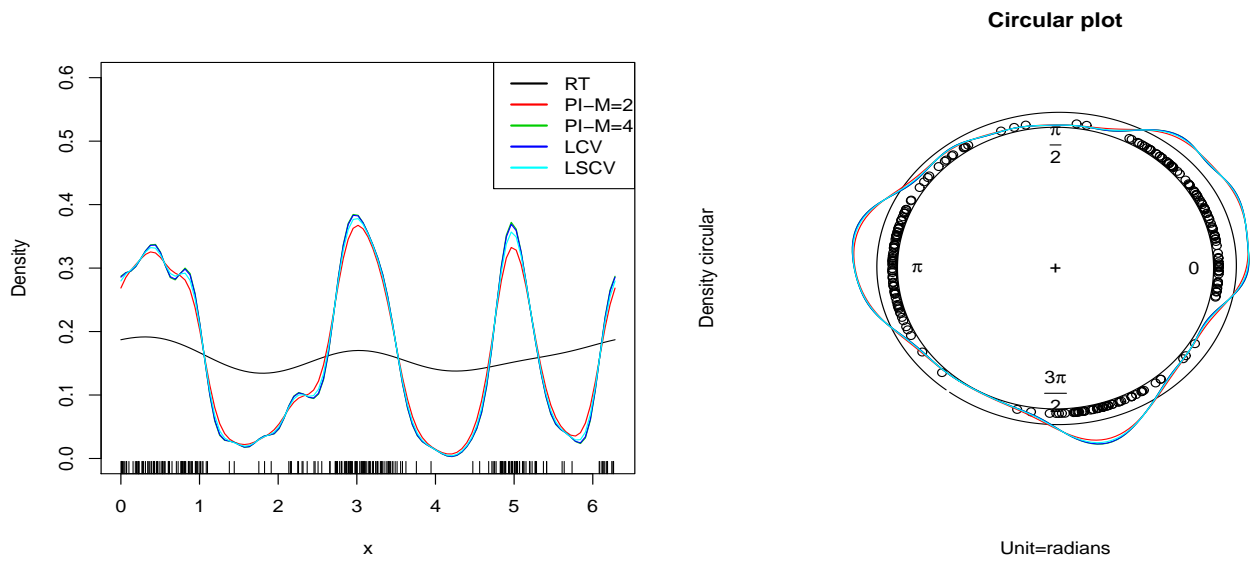 Circular plot
RT
PI−M=2
PI−M=4
LCV
LSCV
0.6
0.5
0.4
0.3
0.2
0.1
0.0
Density
0 1 2 3 4 5 6
x
Density circular
π
2
π
+
0
3π
2
Unit=radians